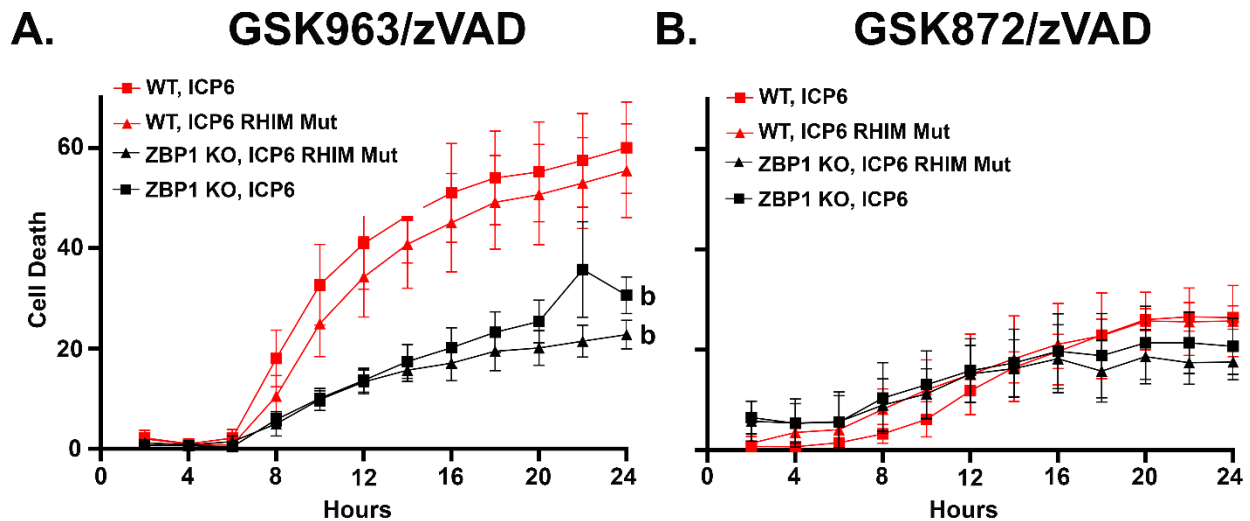 A. GSK963/zVAD
WT, ICP6
WT, ICP6 RHIM Mut
ZBP1 KO, ICP6 RHIM Mut
ZBP1 KO, ICP6
60
40
20
0
Cell Death
b
b
0 4 8 12 16 20 24
Hours
B. GSK872/zVAD
WT, ICP6
WT, ICP6 RHIM Mut
ZBP1 KO, ICP6 RHIM Mut
ZBP1 KO, ICP6
0 4 8 12 16 20 24
Hours